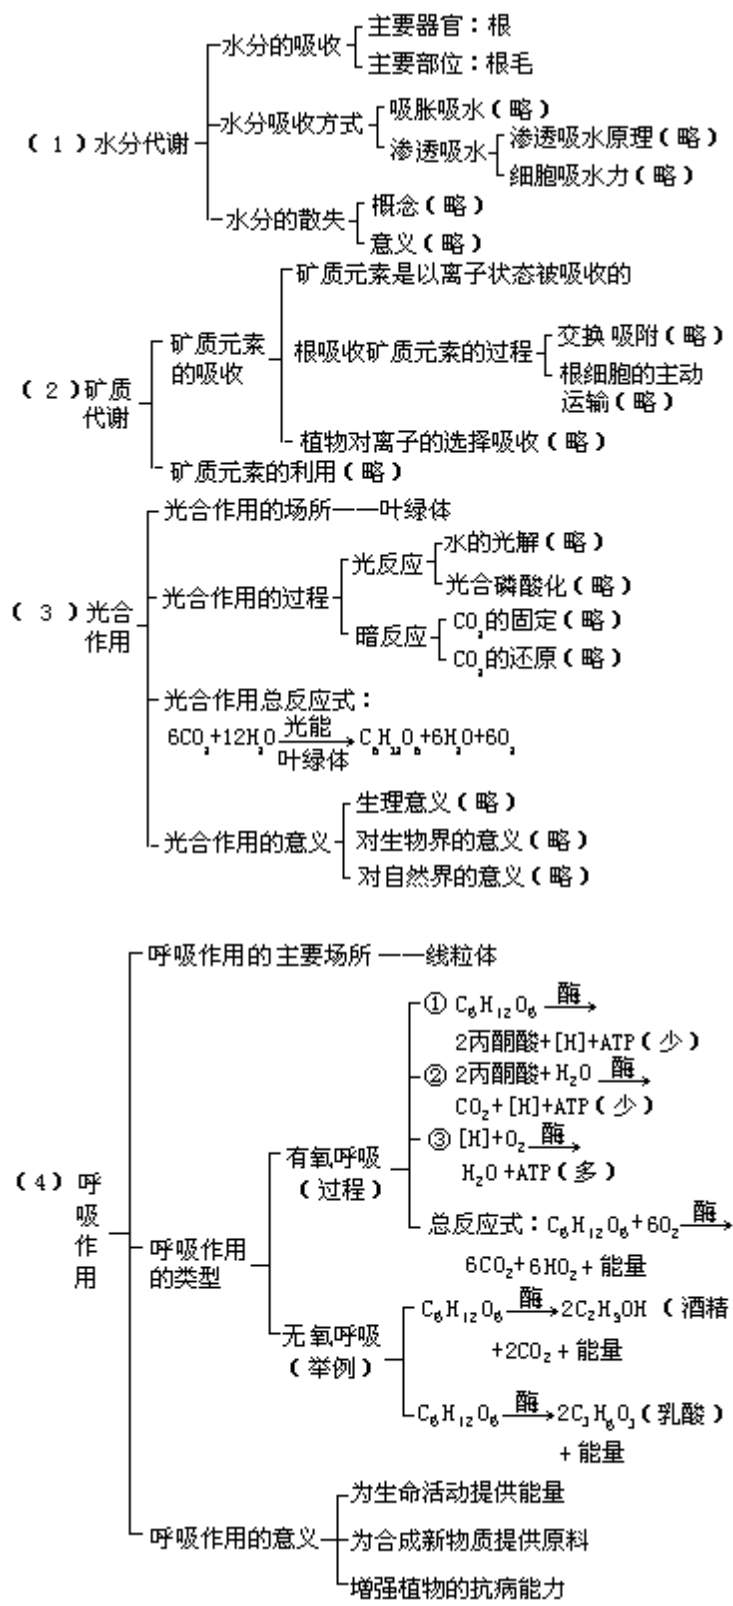 (1)水分代谢
水分的吸收
主要器官:根
主要部位:根毛
水分吸收方式
吸胀吸水(略)
渗透吸水
渗透吸水原理(略)
细胞吸水力(略)
水分的散失
概念(略)
意义(略)
(2)矿质
代谢
矿质元素
的吸收
矿质元素是以离子状态被吸收的
根吸收矿质元素的过程
交换吸附(略)
根细胞的主动
运输(略)
植物对离子的选择吸收(略)
矿质元素的利用(略)
(3)光合
作用
光合作用的场所——叶绿体
光合作用的过程
光反应
水的光解(略)
光合磷酸化(略)
暗反应
CO₂的固定(略)
CO₂的还原(略)
光合作用总反应式:
6CO₂+12H₂O 光能 叶绿体 → C₆H₁₂O₆+6H₂O+6O₂
光合作用的意义
生理意义(略)
对生物界的意义(略)
对自然界的意义(略)
(4)呼
吸
作
用
呼吸作用的主要场所——线粒体
呼吸作用
的类型
有氧呼吸
(过程)
① C₆H₁₂O₆ 酶→
2丙酮酸+[H]+ATP(少)
② 2丙酮酸+H₂O 酶→
CO₂+[H]+ATP(少)
③ [H]+O₂ 酶→
H₂O+ATP(多)
总反应式:C₆H₁₂O₆+6O₂ 酶→
6CO₂+6HO₂+能量
无氧呼吸
(举例)
C₆H₁₂O₆ 酶→2C₂H₅OH(酒精
+2CO₂+能量
C₆H₁₂O₆ 酶→2C₃H₆O₃(乳酸)
+能量
呼吸作用的意义
为生命活动提供能量
为合成新物质提供原料
增强植物的抗病能力